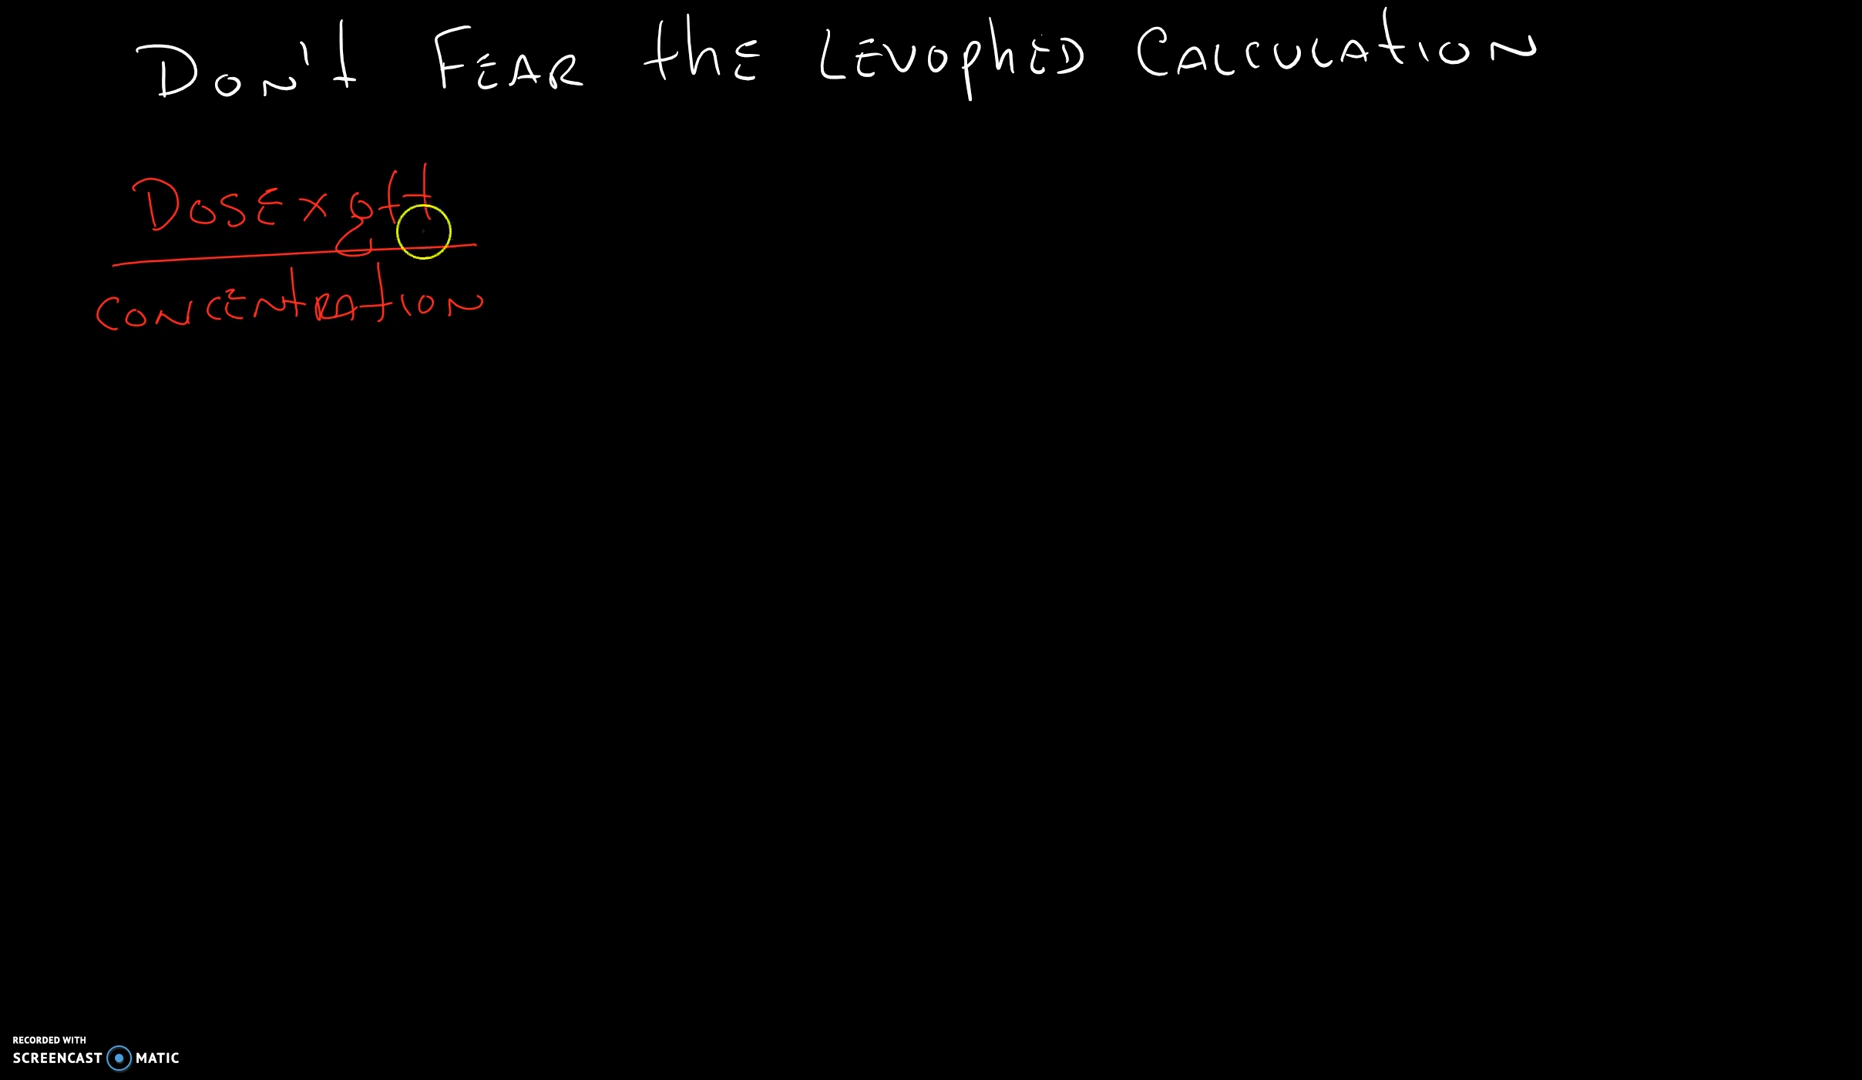 DON't FEAR thE LEVOphED CALCULAtION
DOSE x gtt
CONCENtRAtION
RECORDED WITH
SCREENCAST MATIC